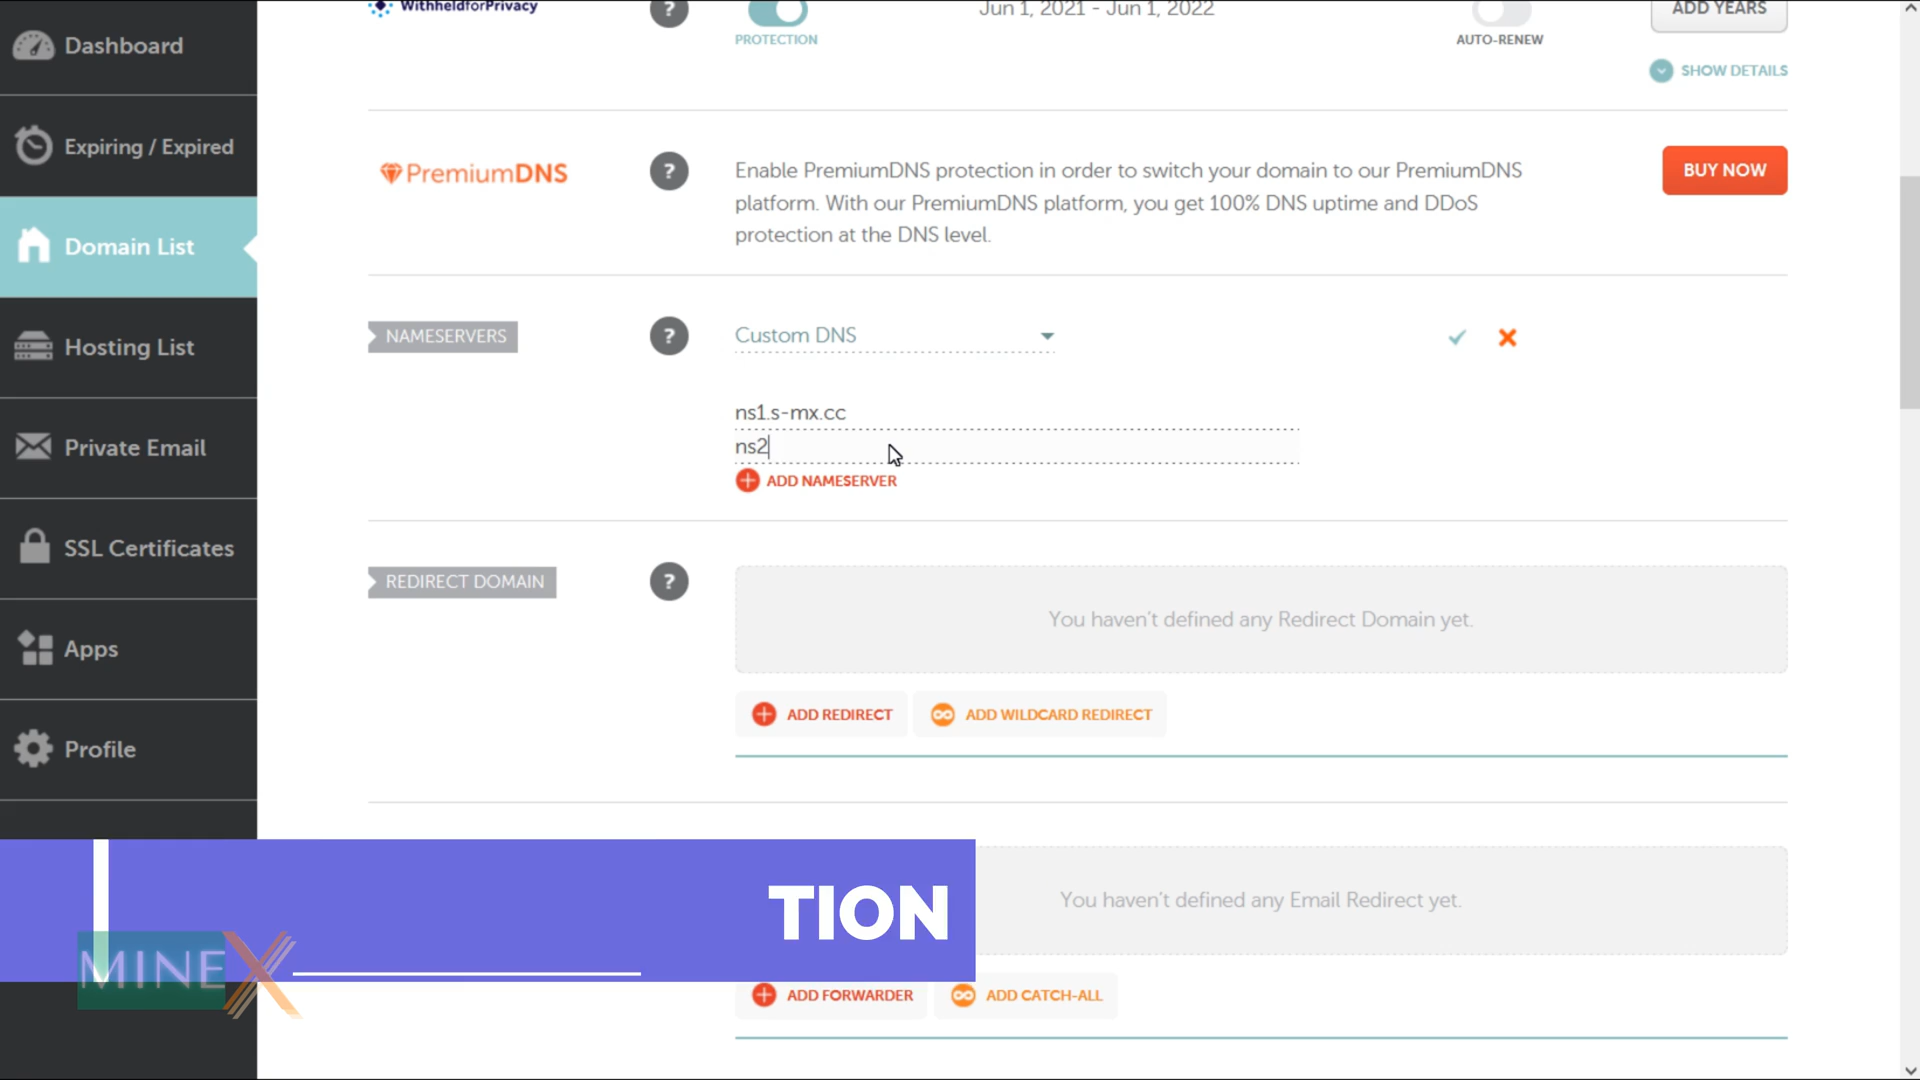 WithheldforPrivacy
?
PROTECTION
Jun 1, 2021 - Jun 1, 2022
AUTO-RENEW
ADD YEARS
SHOW DETAILS
Dashboard
Expiring / Expired
Domain List
Hosting List
Private Email
SSL Certificates
Apps
Profile
PremiumDNS
?
Enable PremiumDNS protection in order to switch your domain to our PremiumDNS
platform. With our PremiumDNS platform, you get 100% DNS uptime and DDoS
protection at the DNS level.
BUY NOW
NAMESERVERS
?
Custom DNS
ns1.s-mx.cc
ns2
ADD NAMESERVER
REDIRECT DOMAIN
?
You haven't defined any Redirect Domain yet.
ADD REDIRECT
ADD WILDCARD REDIRECT
You haven't defined any Email Redirect yet.
ADD FORWARDER
ADD CATCH-ALL
TION
MINEX